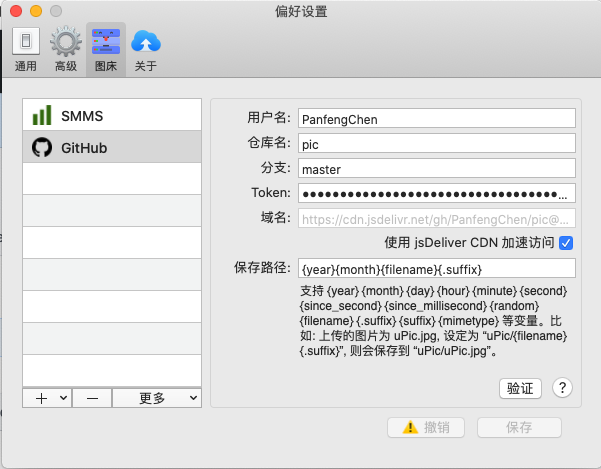 偏好设置
通用
高级
图床
关于
SMMS
GitHub
用户名: PanfengChen
仓库名: pic
分支: master
Token: ●●●●●●●●●●●●●●●●●●●●●●●●●●●●●●●●●●...
域名: https://cdn.jsdelivr.net/gh/PanfengChen/pic@...
使用 jsDeliver CDN 加速访问
保存路径: {year}{month}{filename}{.suffix}
支持 {year} {month} {day} {hour} {minute} {second}
{since_second} {since_millisecond} {random}
{filename} {.suffix} {suffix} {mimetype} 等变量。比
如: 上传的图片为 uPic.jpg, 设定为 “uPic/{filename}
{.suffix}”, 则会保存到 “uPic/uPic.jpg”。
验证
?
+
−
更多
撤销
保存